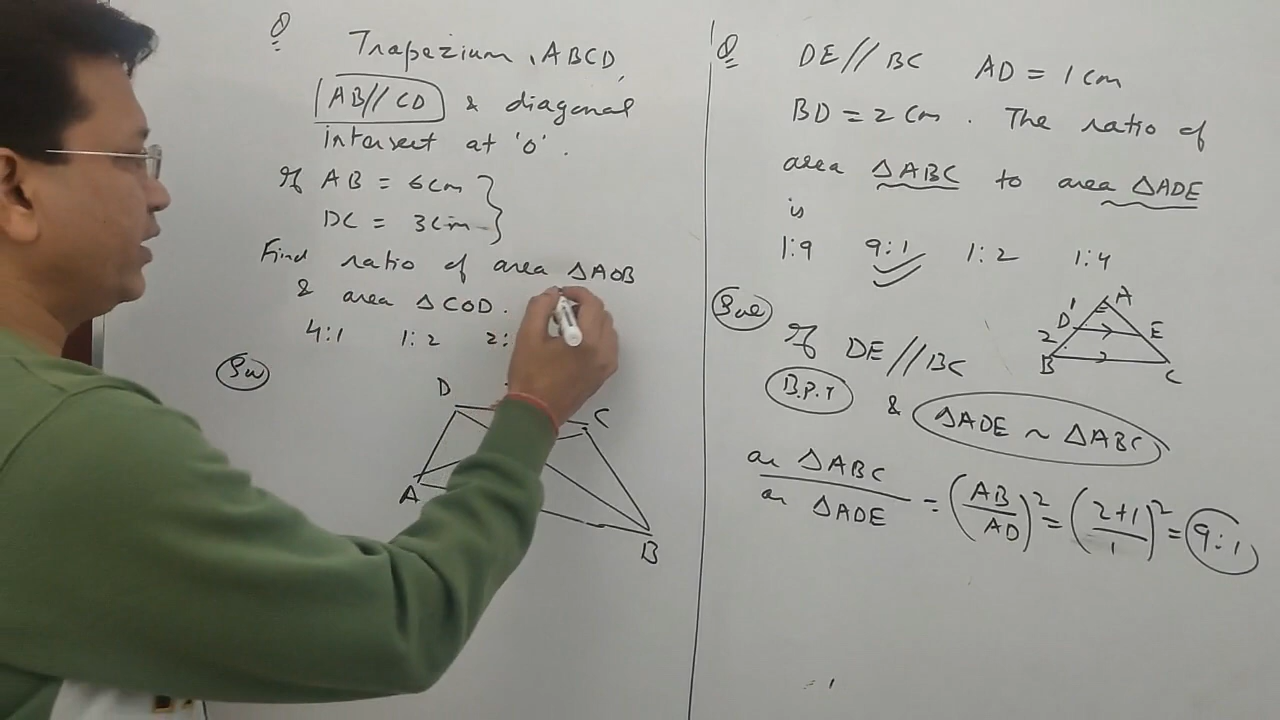 Q Trapezium, ABCD,
AB // CD & diagonal
intersect at 'O'.
If AB = 6cm
DC = 3cm
Find ratio of area ΔAOB
& area ΔCOD.
4:1 1:2 2:
Sol
D
C
A
B
Q DE // BC AD = 1cm
BD = 2cm. The ratio of
area ΔABC to area ΔADE
is
1:9 9:1 1:2 1:4
Sol
A
1
D
E
2
B
C
If DE // BC
B.P.T & ΔADE ~ ΔABC
ar ΔABC / ar ΔADE = (AB/AD)² = ((2+1)/1)² = 9:1